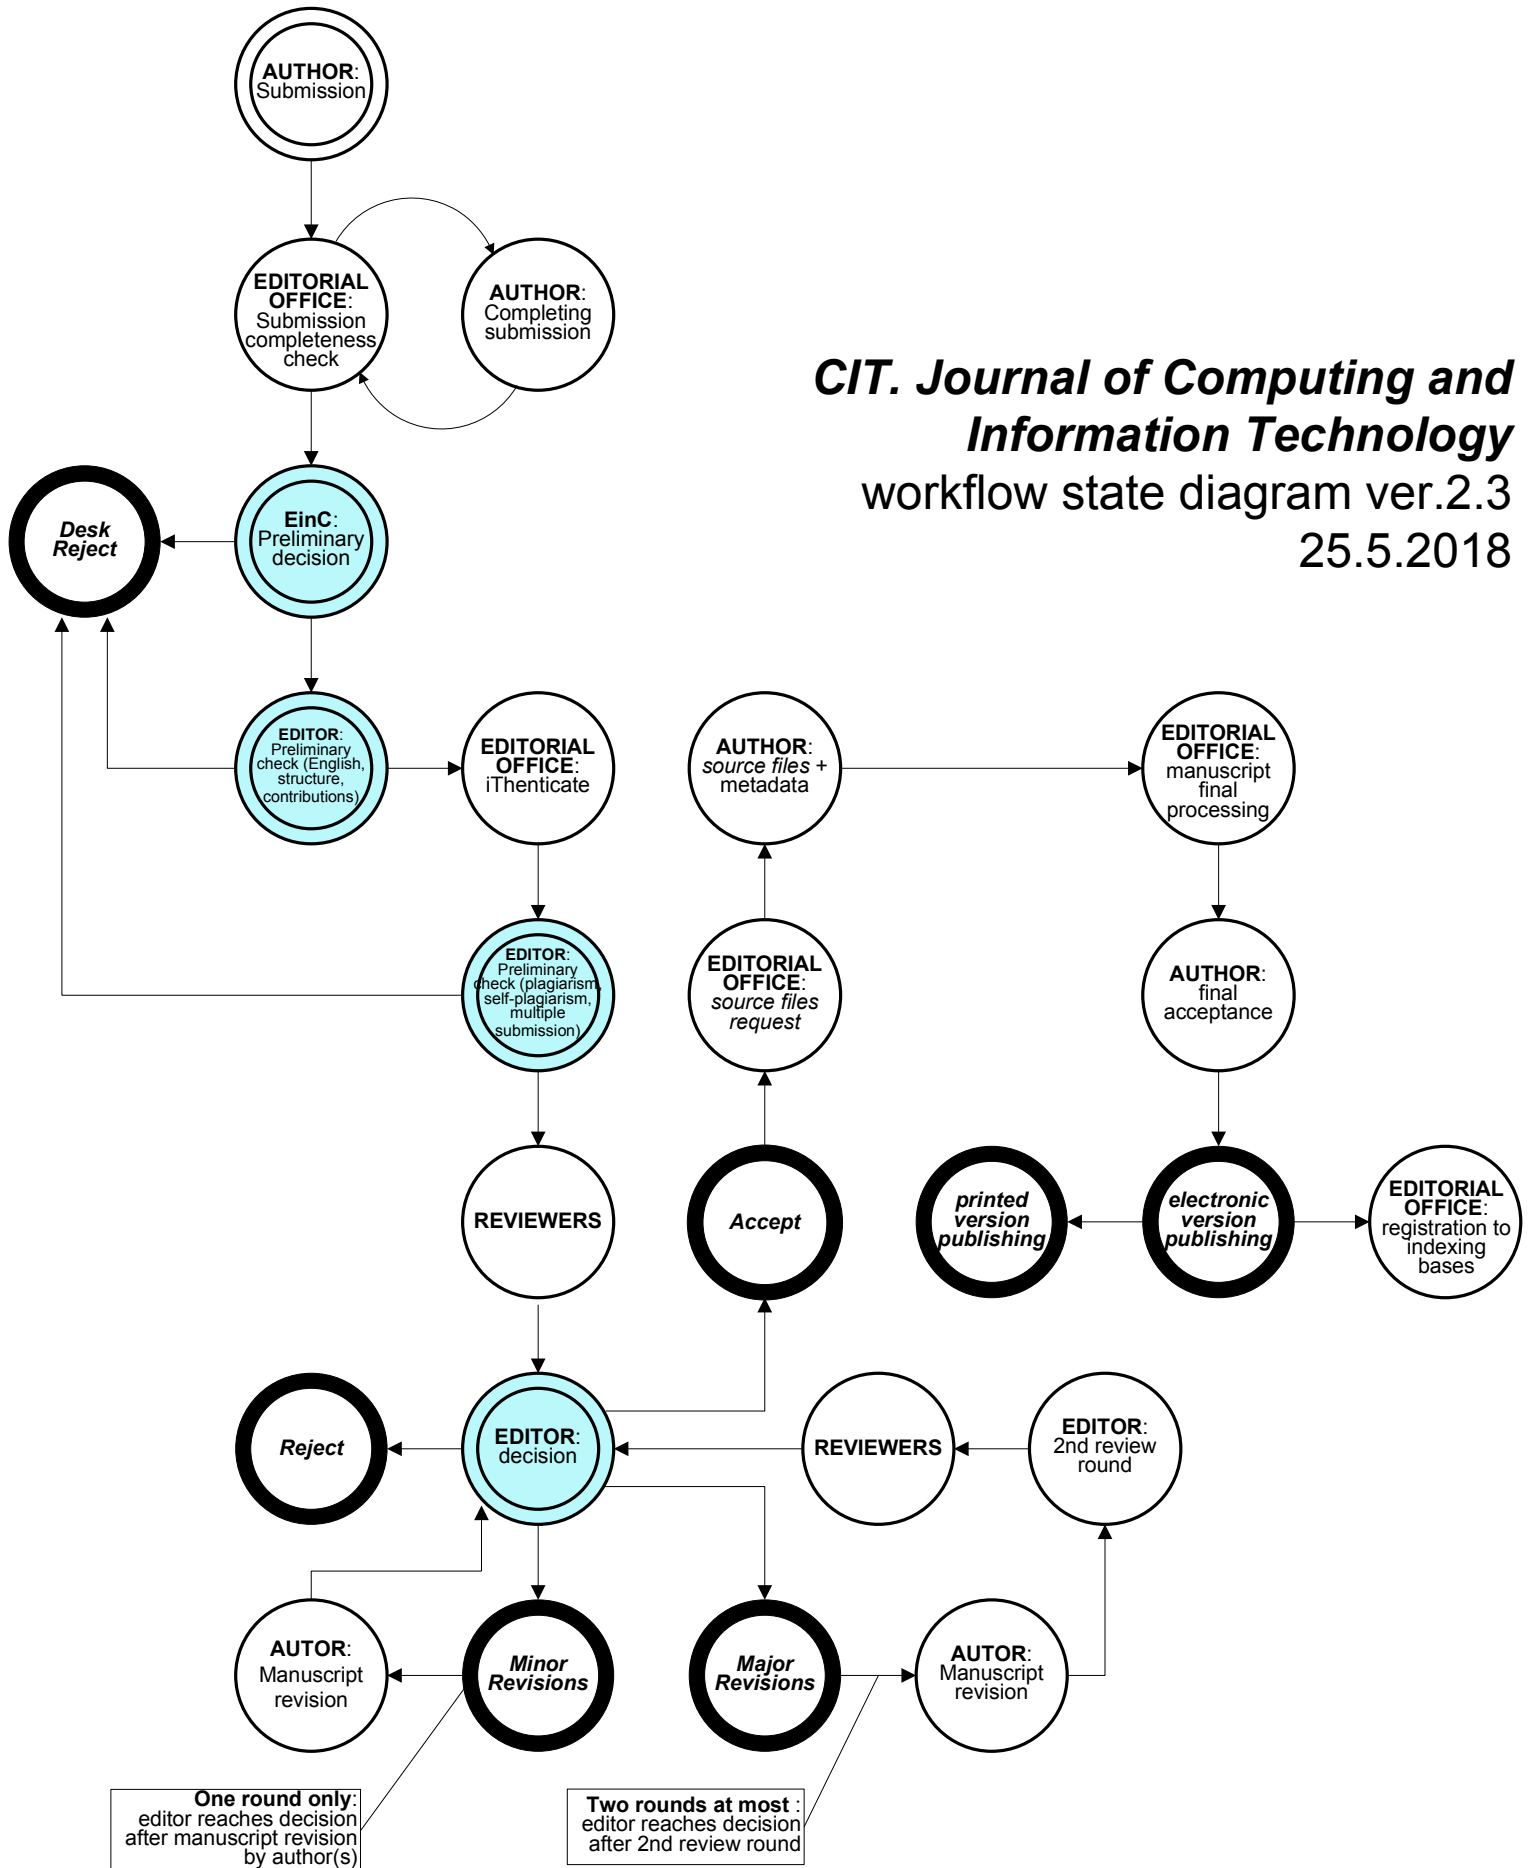 AUTHOR:
Submission
EDITORIAL
OFFICE:
Submission
completeness
check
AUTHOR:
Completing
submission
CIT. Journal of Computing and
Information Technology
workflow state diagram ver.2.3
25.5.2018
Desk
Reject
EinC:
Preliminary
decision
EDITOR:
Preliminary
check (English,
structure,
contributions)
EDITORIAL
OFFICE:
iThenticate
AUTHOR:
source files +
metadata
EDITORIAL
OFFICE:
manuscript
final
processing
EDITOR:
Preliminary
check (plagiarism,
self-plagiarism,
multiple
submission)
EDITORIAL
OFFICE:
source files
request
AUTHOR:
final
acceptance
REVIEWERS
Accept
printed
version
publishing
electronic
version
publishing
EDITORIAL
OFFICE:
registration to
indexing
bases
Reject
EDITOR:
decision
REVIEWERS
EDITOR:
2nd review
round
AUTOR:
Manuscript
revision
Minor
Revisions
Major
Revisions
AUTOR:
Manuscript
revision
One round only:
editor reaches decision
after manuscript revision
by author(s)
Two rounds at most :
editor reaches decision
after 2nd review round